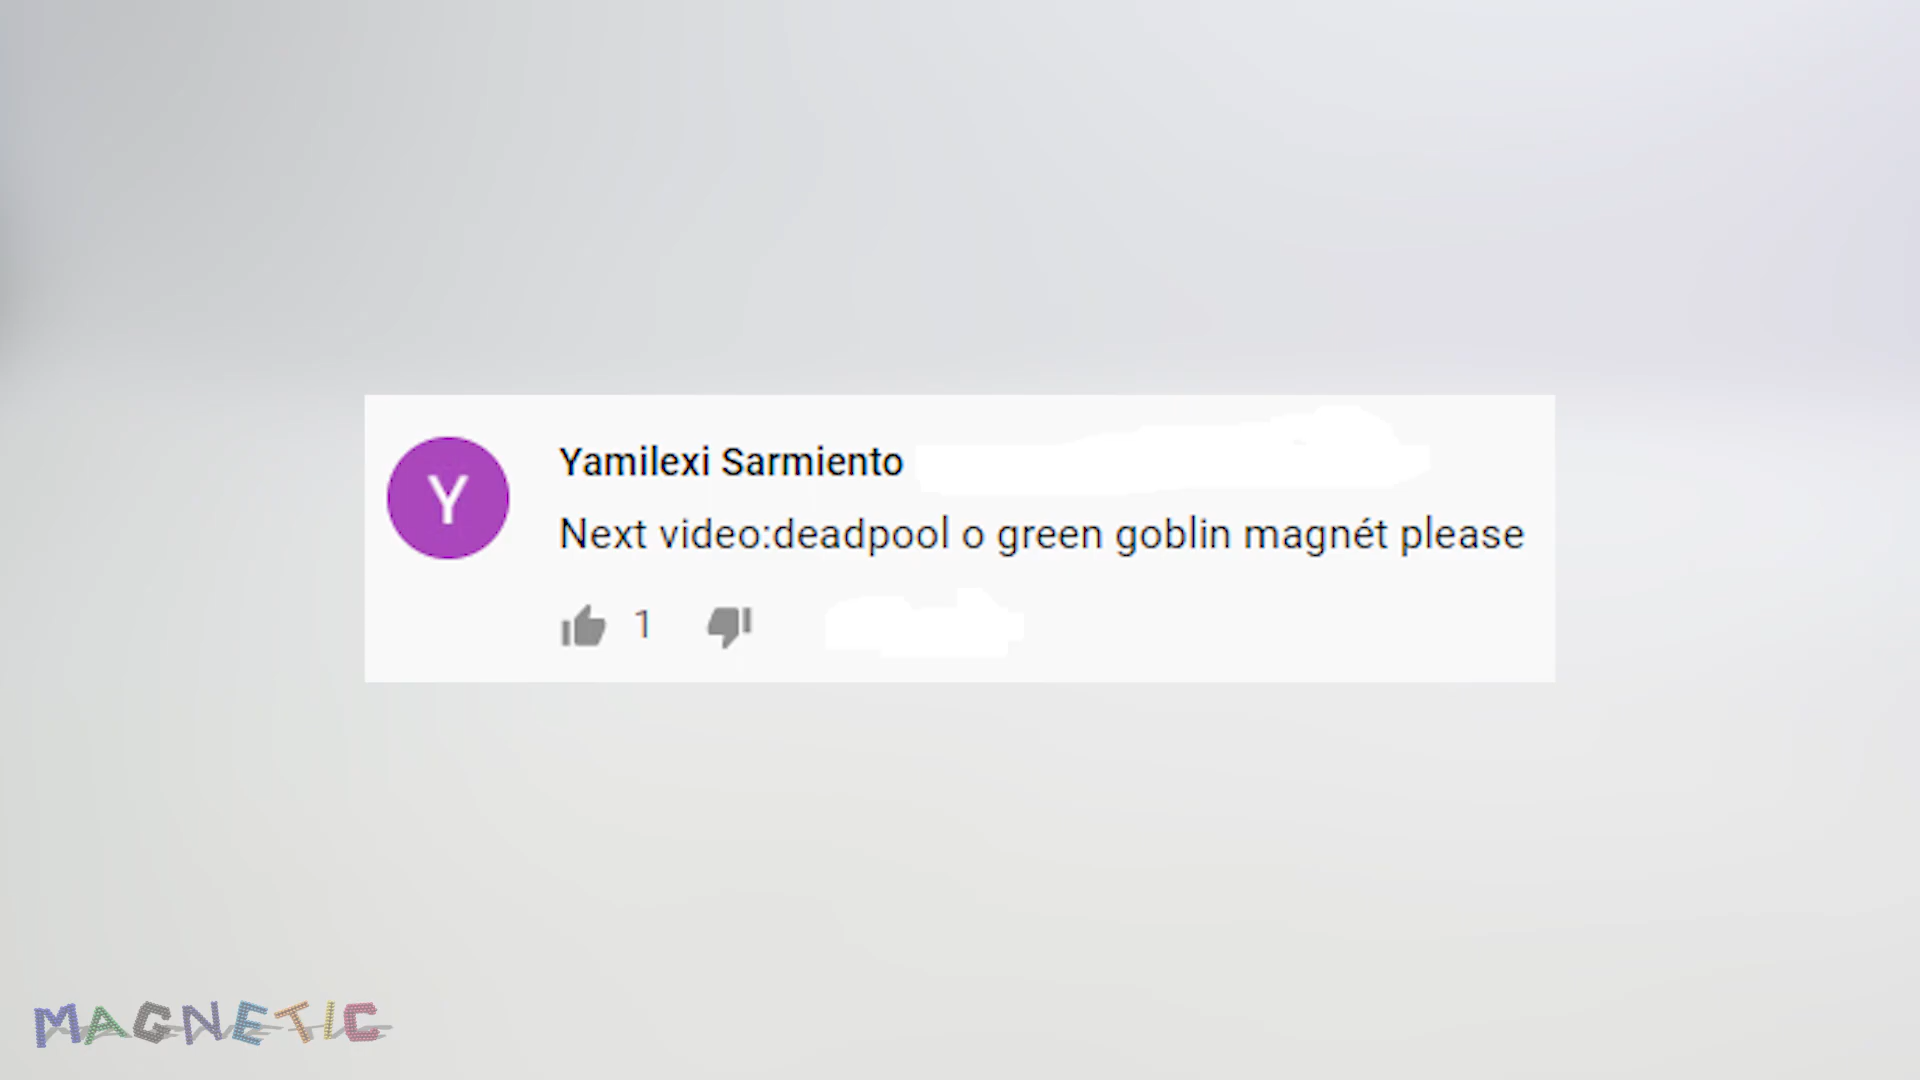 Y
Yamilexi Sarmiento
Next video:deadpool o green goblin magnét please
1
MAGNETIC